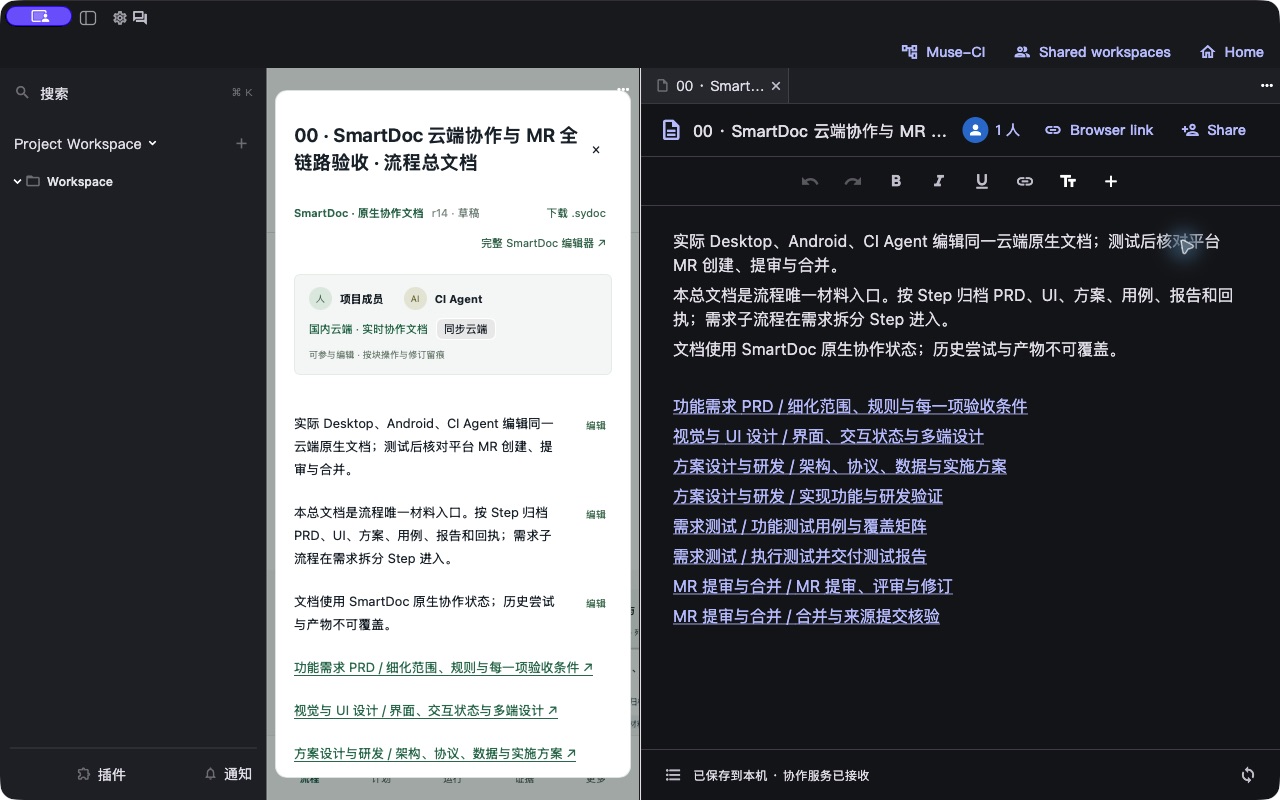 Muse-CI
Shared workspaces
Home
搜索
⌘ K
Project Workspace
Workspace
插件
通知
00 · SmartDoc 云端协作与 MR 全
链路验收 · 流程总文档
×
SmartDoc · 原生协作文档 r14 · 草稿 下载 .sydoc
完整 SmartDoc 编辑器 ↗
人 项目成员 AI CI Agent
国内云端 · 实时协作文档 同步云端
可参与编辑 · 按块操作与修订留痕
实际 Desktop、Android、CI Agent 编辑同一
云端原生文档；测试后核对平台 MR 创建、提
审与合并。
编辑
本总文档是流程唯一材料入口。按 Step 归档
PRD、UI、方案、用例、报告和回执；需求子
流程在需求拆分 Step 进入。
编辑
文档使用 SmartDoc 原生协作状态；历史尝试
与产物不可覆盖。
编辑
功能需求 PRD / 细化范围、规则与每一项验收条件 ↗
视觉与 UI 设计 / 界面、交互状态与多端设计 ↗
方案设计与研发 / 架构、协议、数据与实施方案 ↗
流程 计划 运行 证据 更多
00 · Smart... ×
00 · SmartDoc 云端协作与 MR ...
1 人
Browser link
Share
B I U Tт +
实际 Desktop、Android、CI Agent 编辑同一云端原生文档；测试后核对平台
MR 创建、提审与合并。
本总文档是流程唯一材料入口。按 Step 归档 PRD、UI、方案、用例、报告和回
执；需求子流程在需求拆分 Step 进入。
文档使用 SmartDoc 原生协作状态；历史尝试与产物不可覆盖。
功能需求 PRD / 细化范围、规则与每一项验收条件
视觉与 UI 设计 / 界面、交互状态与多端设计
方案设计与研发 / 架构、协议、数据与实施方案
方案设计与研发 / 实现功能与研发验证
需求测试 / 功能测试用例与覆盖矩阵
需求测试 / 执行测试并交付测试报告
MR 提审与合并 / MR 提审、评审与修订
MR 提审与合并 / 合并与来源提交核验
已保存到本机 · 协作服务已接收